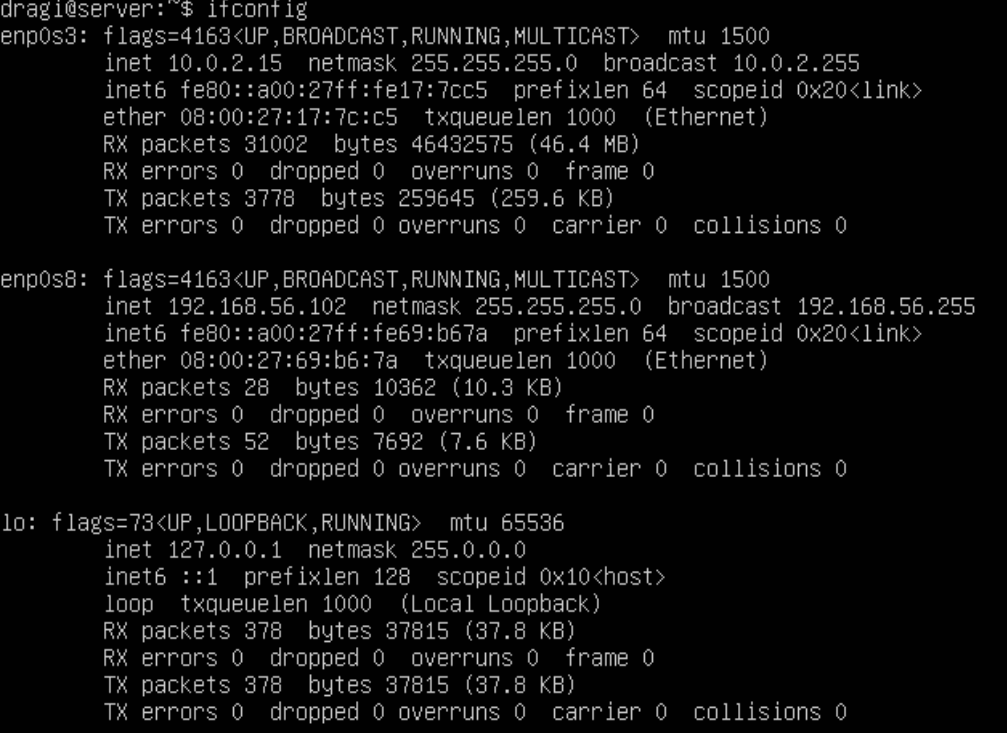 dragi@server:~$ ifconfig
enp0s3: flags=4163<UP,BROADCAST,RUNNING,MULTICAST>  mtu 1500
        inet 10.0.2.15  netmask 255.255.255.0  broadcast 10.0.2.255
        inet6 fe80::a00:27ff:fe17:7cc5  prefixlen 64  scopeid 0x20<link>
        ether 08:00:27:17:7c:c5  txqueuelen 1000  (Ethernet)
        RX packets 31002  bytes 46432575 (46.4 MB)
        RX errors 0  dropped 0  overruns 0  frame 0
        TX packets 3778  bytes 259645 (259.6 KB)
        TX errors 0  dropped 0 overruns 0  carrier 0  collisions 0

enp0s8: flags=4163<UP,BROADCAST,RUNNING,MULTICAST>  mtu 1500
        inet 192.168.56.102  netmask 255.255.255.0  broadcast 192.168.56.255
        inet6 fe80::a00:27ff:fe69:b67a  prefixlen 64  scopeid 0x20<link>
        ether 08:00:27:69:b6:7a  txqueuelen 1000  (Ethernet)
        RX packets 28  bytes 10362 (10.3 KB)
        RX errors 0  dropped 0  overruns 0  frame 0
        TX packets 52  bytes 7692 (7.6 KB)
        TX errors 0  dropped 0 overruns 0  carrier 0  collisions 0

lo: flags=73<UP,LOOPBACK,RUNNING>  mtu 65536
        inet 127.0.0.1  netmask 255.0.0.0
        inet6 ::1  prefixlen 128  scopeid 0x10<host>
        loop  txqueuelen 1000  (Local Loopback)
        RX packets 378  bytes 37815 (37.8 KB)
        RX errors 0  dropped 0  overruns 0  frame 0
        TX packets 378  bytes 37815 (37.8 KB)
        TX errors 0  dropped 0 overruns 0  carrier 0  collisions 0